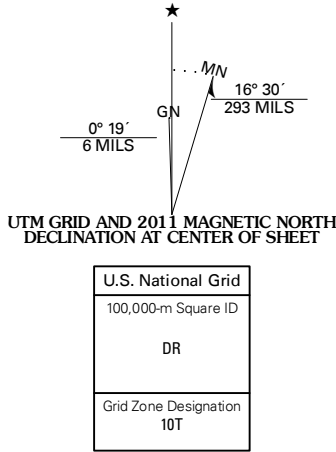 ★
MN
GN
16° 30´
293 MILS
0° 19´
6 MILS
UTM GRID AND 2011 MAGNETIC NORTH
DECLINATION AT CENTER OF SHEET
U.S. National Grid
100,000-m Square ID
DR
Grid Zone Designation
10T